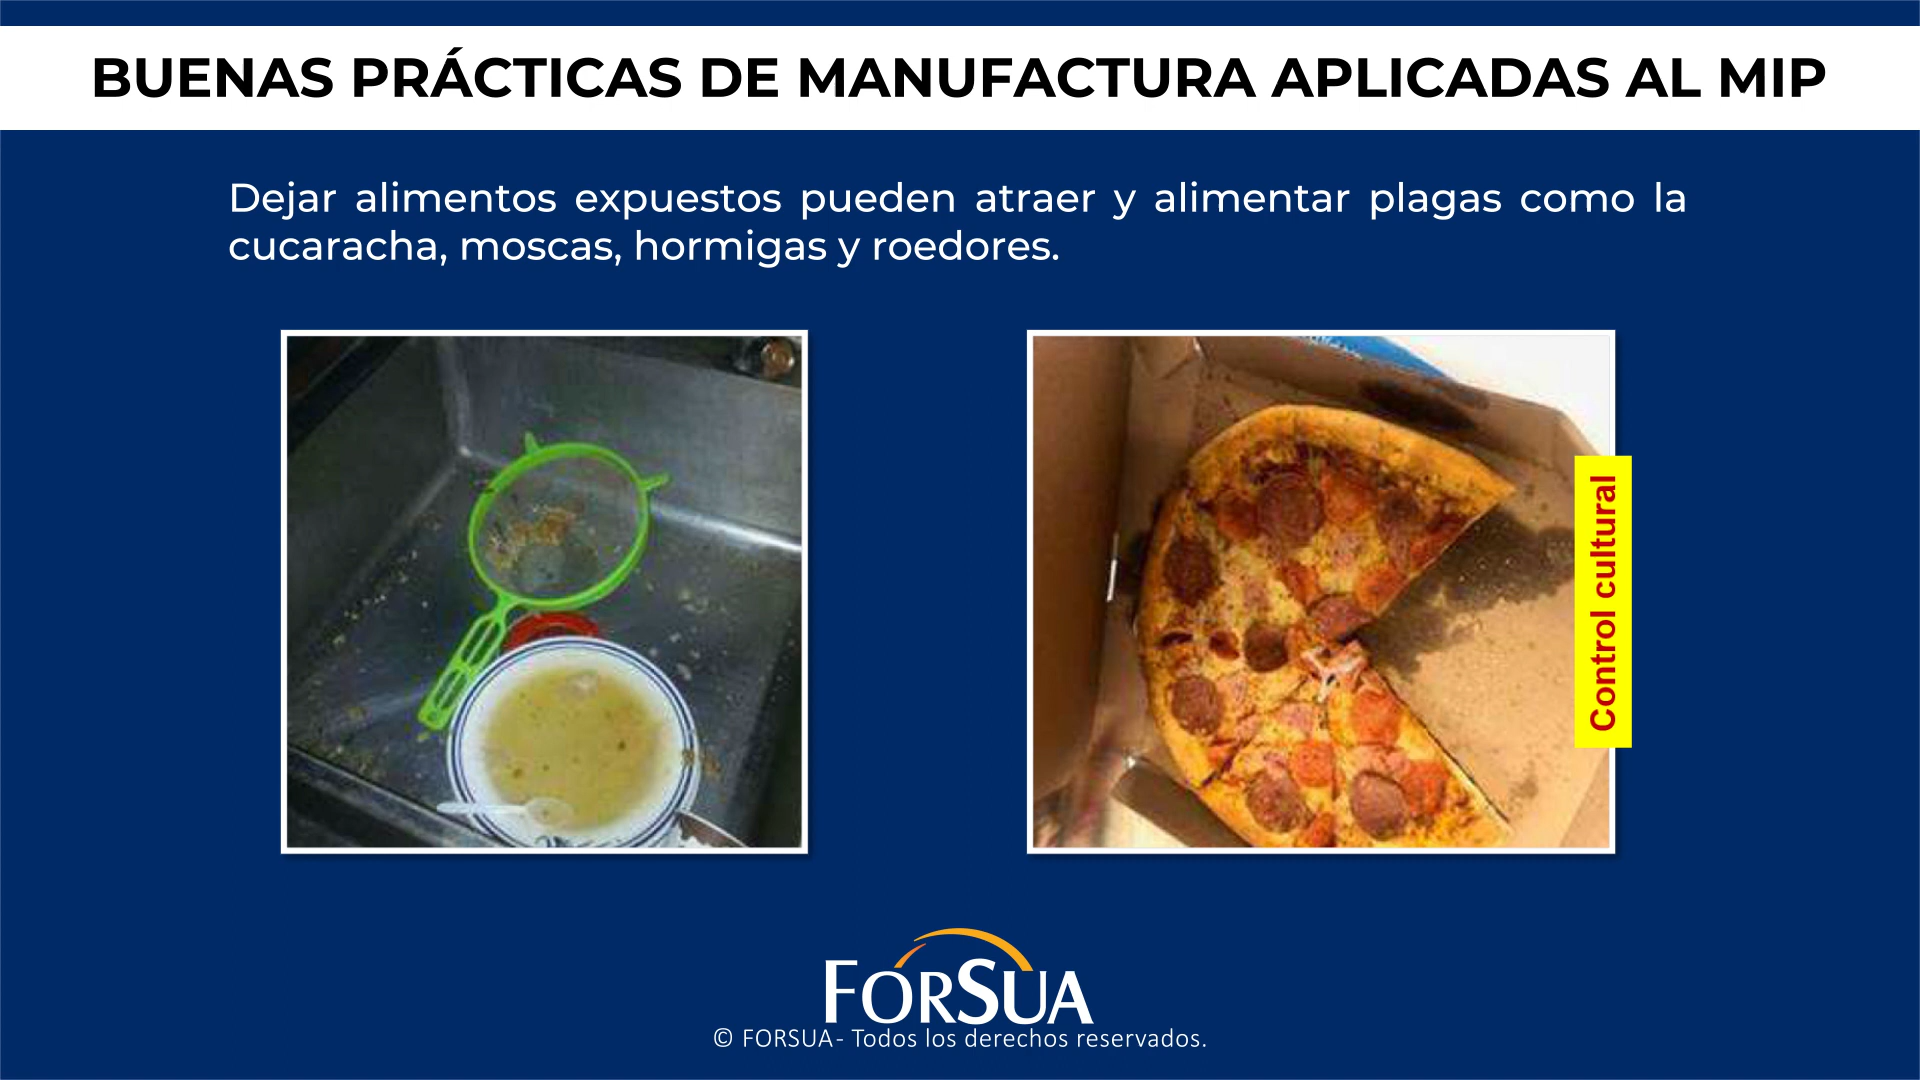 BUENAS PRÁCTICAS DE MANUFACTURA APLICADAS AL MIP
Dejar alimentos expuestos pueden atraer y alimentar plagas como la
cucaracha, moscas, hormigas y roedores.
Control cultural
FORSUA
© FORSUA- Todos los derechos reservados.